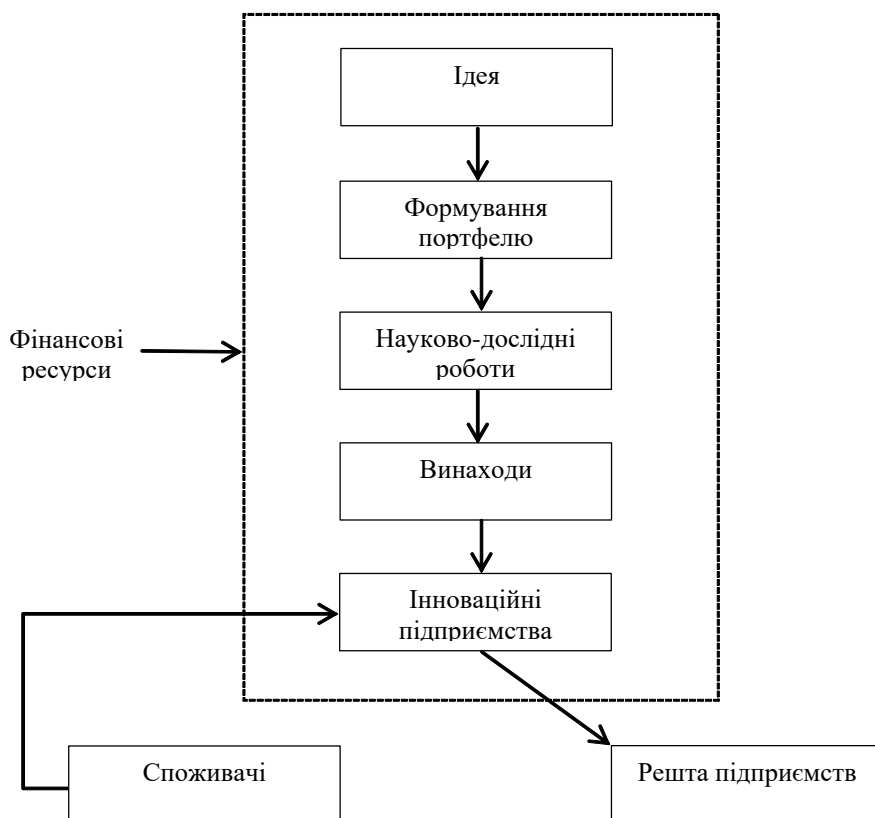 Ідея
Формування
портфелю
Науково-дослідні
роботи
Фінансові
ресурси
Винаходи
Інноваційні
підприємства
Споживачі
Решта підприємств